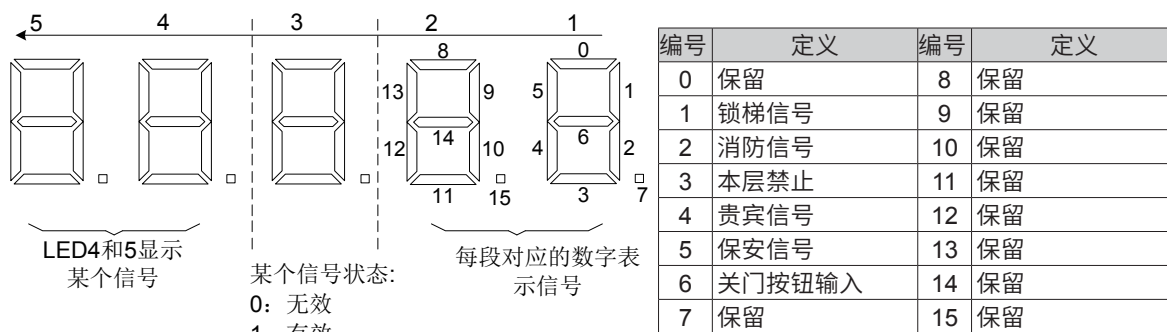 5 4 3 2 1
8 0
13 9 5 1
14 6
12 10 4 2
11 15 3 7
LED4和5显示
某个信号
某个信号状态:
0：无效
每段对应的数字表
示信号
编号 定义 编号 定义
0 保留 8 保留
1 锁梯信号 9 保留
2 消防信号 10 保留
3 本层禁止 11 保留
4 贵宾信号 12 保留
5 保安信号 13 保留
6 关门按钮输入 14 保留
7 保留 15 保留